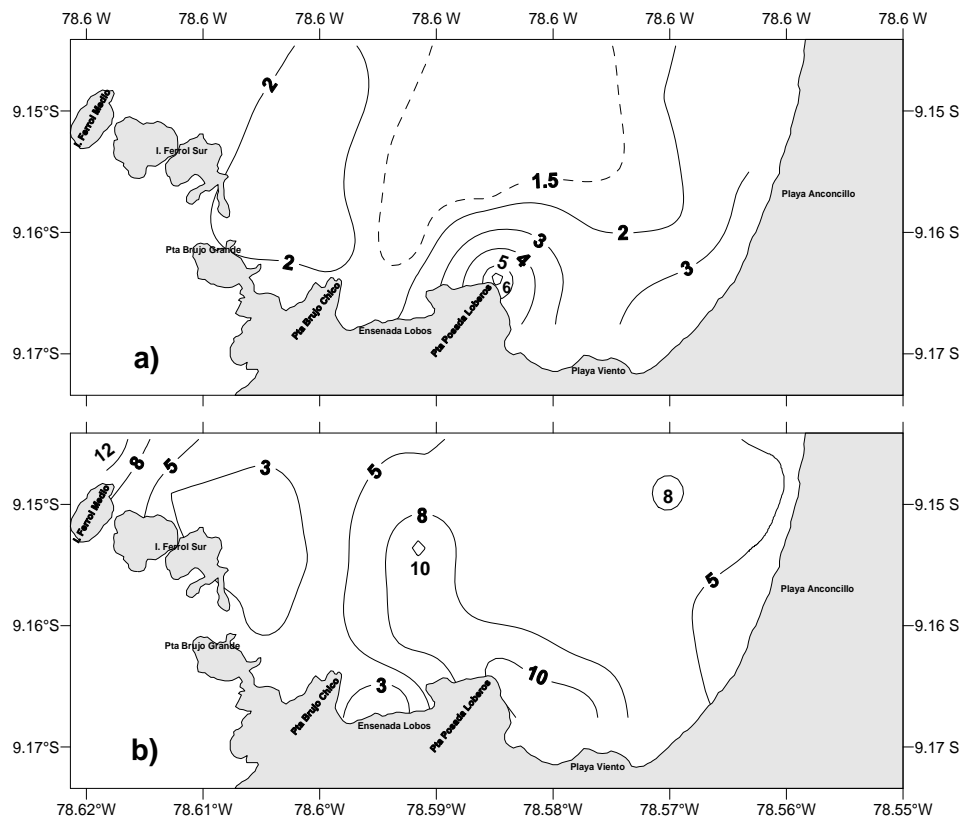 78.6 W 78.6 W 78.6 W 78.6 W 78.6 W 78.6 W 78.6 W 78.6 W
2
9.15°S 9.15°S
I. Ferrol Medio
I. Ferrol Sur
1.5
Playa Anconcillo
9.16°S 2 9.16°S
Pta Brujo Grande
3
2 5 4 3
6
Pta Brujo Chico
Ensenada Lobos
Pta Posada Loberos
9.17°S a) 9.17°S
Playa Viento
12 8 5 3 5
8
I. Ferrol Medio
9.15°S 9.15°S
8
I. Ferrol Sur
10
5
Playa Anconcillo
9.16°S 9.16°S
Pta Brujo Grande
10
3
Pta Brujo Chico
Ensenada Lobos
Pta Posada Loberos
9.17°S b) 9.17°S
Playa Viento
78.62°W 78.61°W 78.6°W 78.59°W 78.58°W 78.57°W 78.56°W 78.55°W